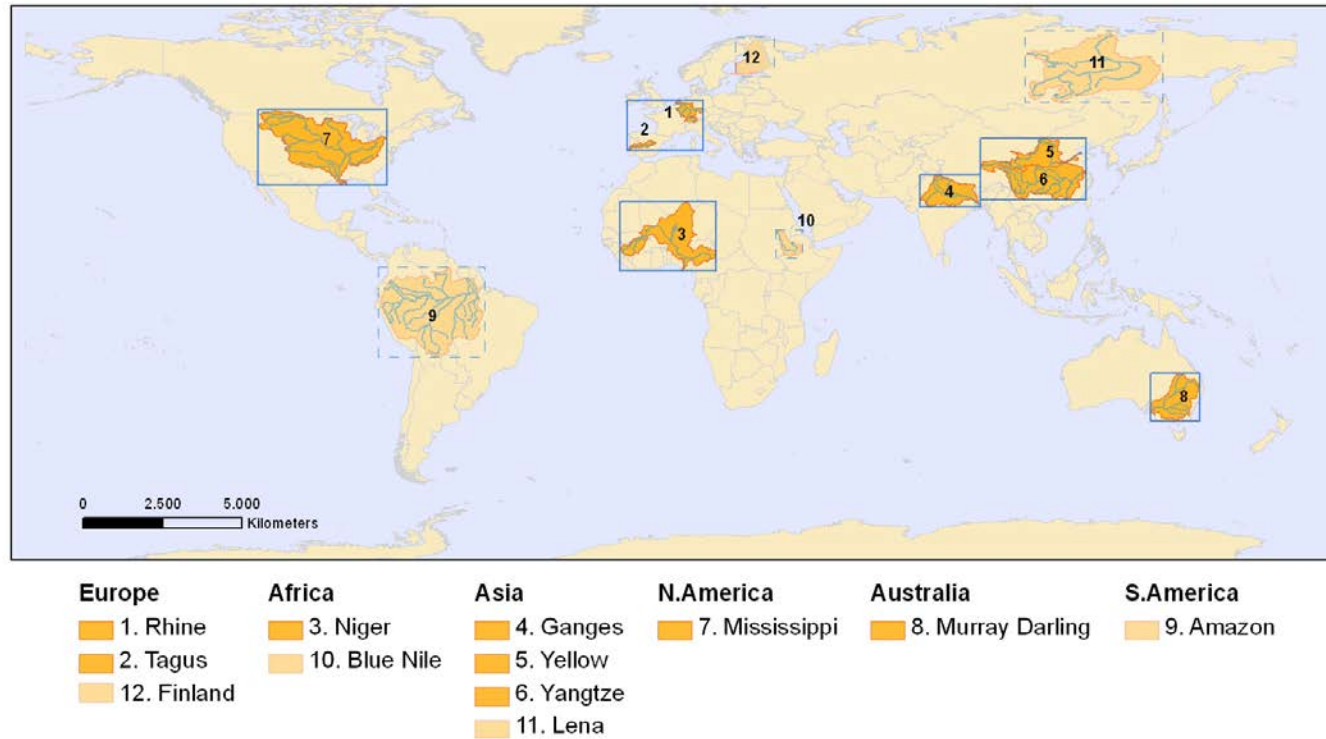 12
11
1
7
2
5
4
6
10
3
9
8
0 2.500 5.000
Kilometers
Europe Africa Asia N.America Australia S.America
1. Rhine 3. Niger 4. Ganges 7. Mississippi 8. Murray Darling 9. Amazon
2. Tagus 10. Blue Nile 5. Yellow
12. Finland 6. Yangtze
11. Lena